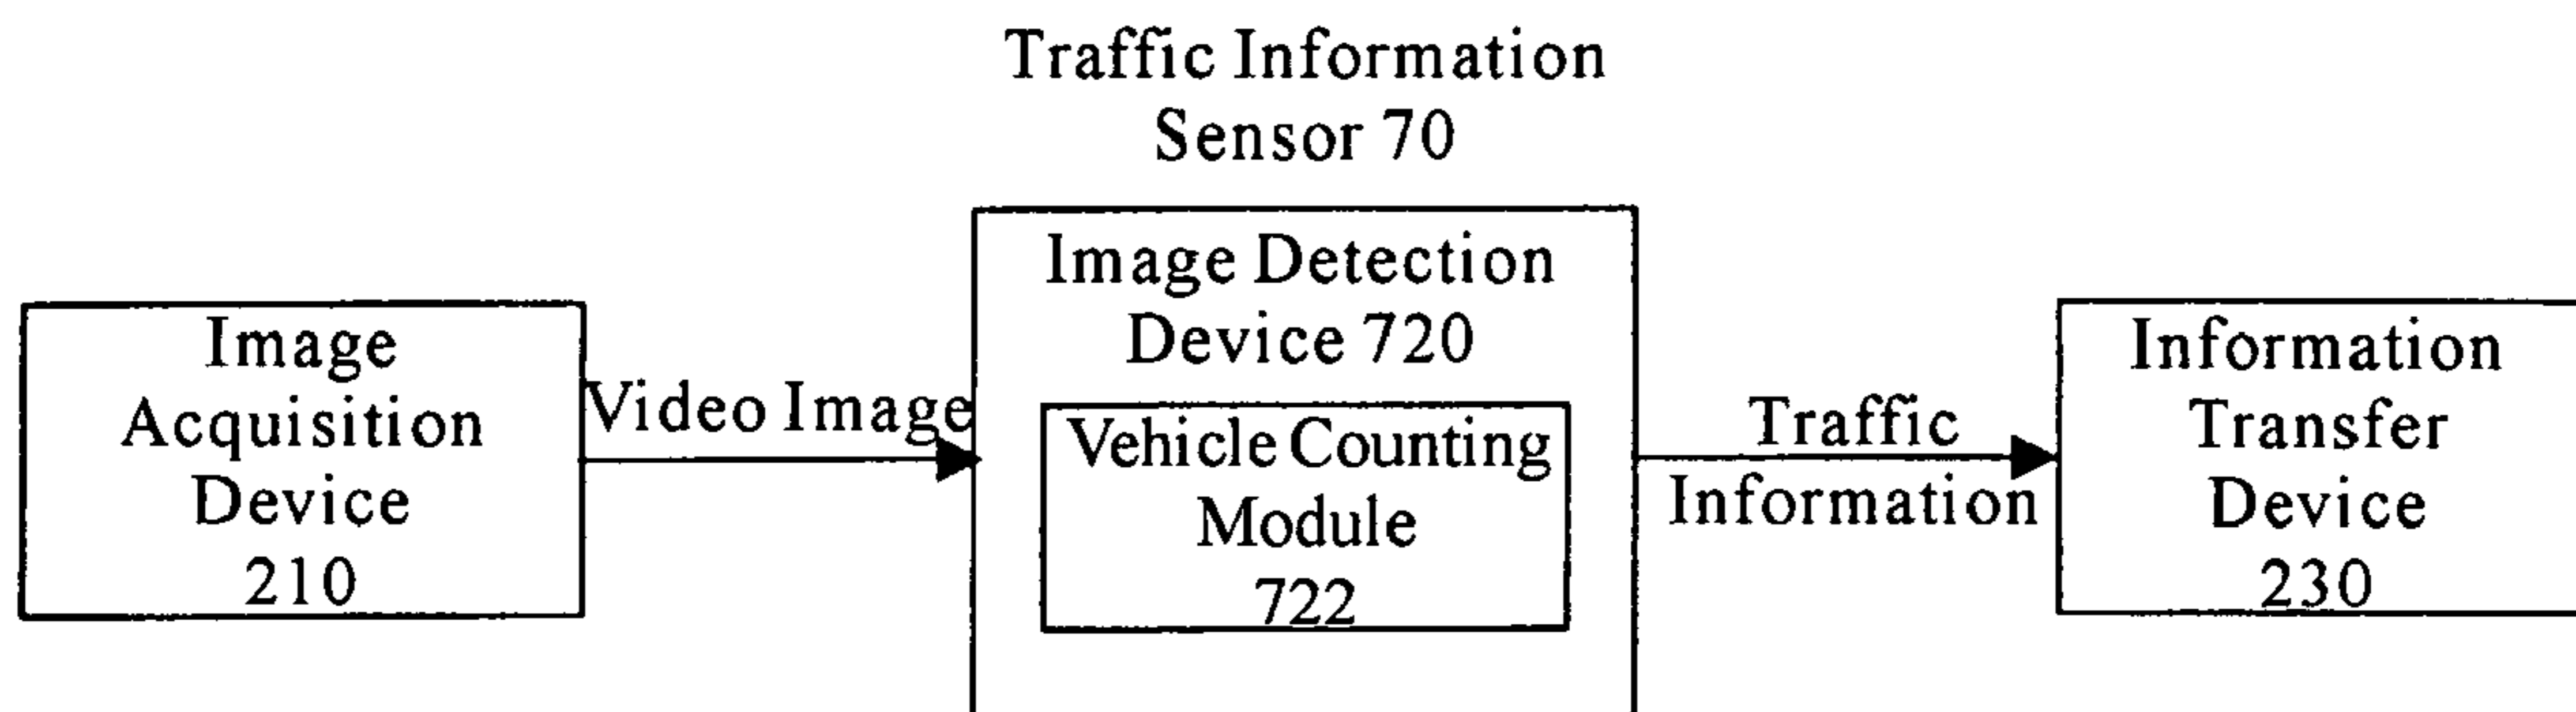 Traffic Information
Sensor 70
Image
Acquisition
Device
210
Video Image
Image Detection
Device 720
Vehicle Counting
Module
722
Traffic
Information
Information
Transfer
Device
230